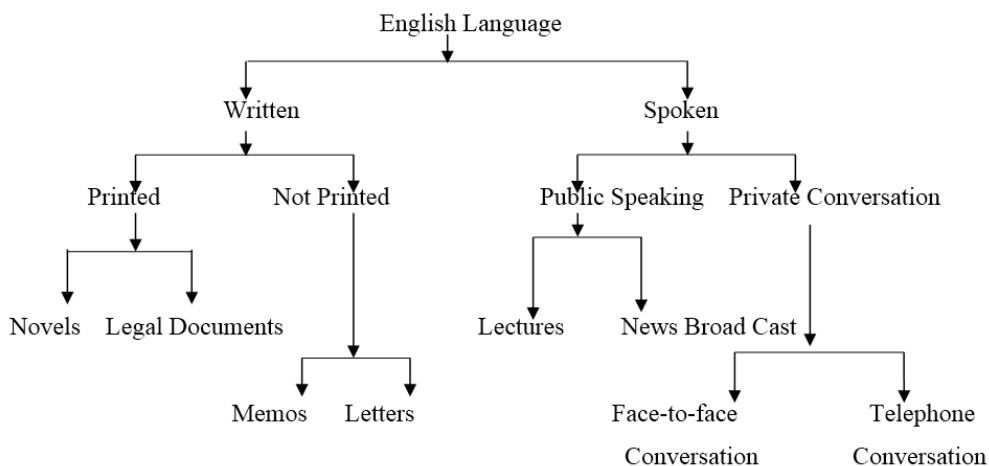 English Language
Written
Spoken
Printed
Not Printed
Public Speaking
Private Conversation
Novels
Legal Documents
Lectures
News Broad Cast
Memos
Letters
Face-to-face
Conversation
Telephone
Conversation